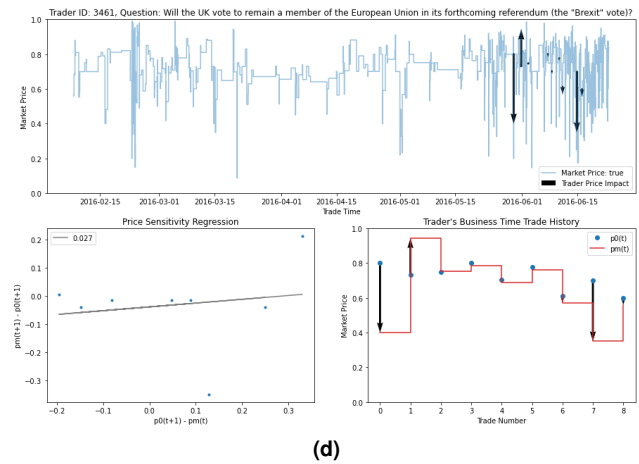 Trader ID: 3461, Question: Will the UK vote to remain a member of the European Union in its forthcoming referendum (the "Brexit" vote)?
1.0
0.8
0.6
0.4
0.2
0.0
Market Price
2016-02-15 2016-03-01 2016-03-15 2016-04-01 2016-04-15 2016-05-01 2016-05-15 2016-06-01 2016-06-15
Trade Time
Market Price: true
Trader Price Impact
Price Sensitivity Regression
0.027
0.2
0.1
0.0
−0.1
−0.2
−0.3
pm(t+1) - p0(t+1)
−0.2 −0.1 0.0 0.1 0.2 0.3
p0(t+1) - pm(t)
Trader's Business Time Trade History
p0(t)
pm(t)
1.0
0.8
0.6
0.4
0.2
0.0
Market Price
0 1 2 3 4 5 6 7 8
Trade Number
(d)